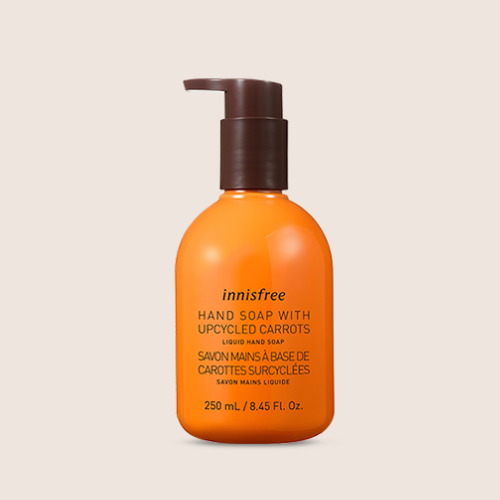 innisfree
HAND SOAP WITH
UPCYCLED CARROTS
LIQUID HAND SOAP
SAVON MAINS À BASE DE
CAROTTES SURCYCLÉES
SAVON MAINS LIQUIDE
250 mL / 8.45 Fl. Oz.